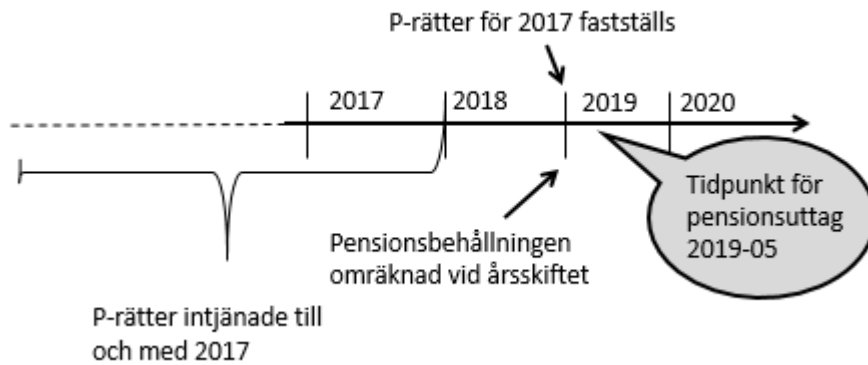 P-rätter för 2017 fastställs
2017
2018
2019
2020
Tidpunkt för
pensionsuttag
2019-05
Pensionsbehållningen
omräknad vid årsskiftet
P-rätter intjänade till
och med 2017